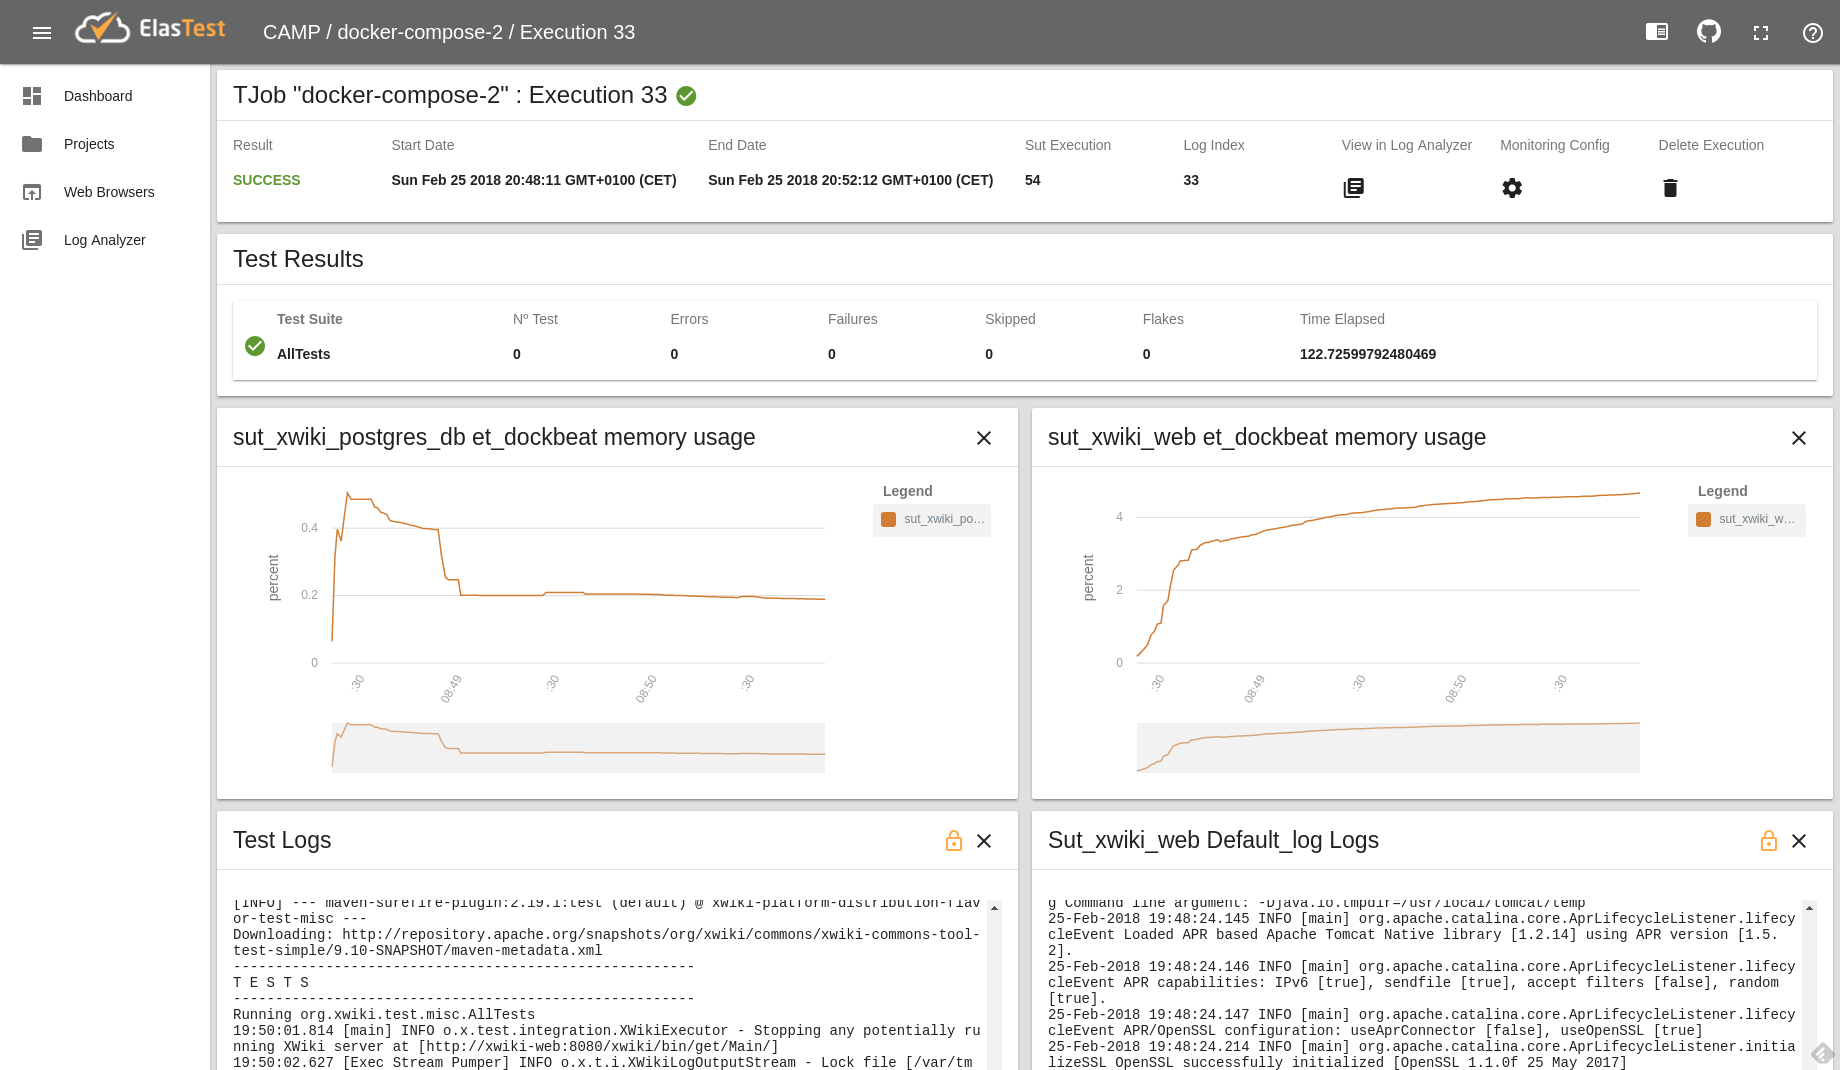 ElasTest
CAMP / docker-compose-2 / Execution 33
Dashboard
Projects
Web Browsers
Log Analyzer
TJob "docker-compose-2" : Execution 33
Result
Start Date
End Date
Sut Execution
Log Index
View in Log Analyzer
Monitoring Config
Delete Execution
SUCCESS
Sun Feb 25 2018 20:48:11 GMT+0100 (CET)
Sun Feb 25 2018 20:52:12 GMT+0100 (CET)
54
33
Test Results
Test Suite
Nº Test
Errors
Failures
Skipped
Flakes
Time Elapsed
AllTests
0
0
0
0
0
122.72599792480469
sut_xwiki_postgres_db et_dockbeat memory usage
Legend
sut_xwiki_po...
percent
0.4
0.2
0
:30
08:49
:30
08:50
:30
sut_xwiki_web et_dockbeat memory usage
Legend
sut_xwiki_w...
percent
4
2
0
:30
08:49
:30
08:50
:30
Test Logs
[INFO] --- maven-surefire-plugin:2.19.1:test (default) @ xwiki-platform-distribution-flav
or-test-misc ---
Downloading: http://repository.apache.org/snapshots/org/xwiki/commons/xwiki-commons-tool-
test-simple/9.10-SNAPSHOT/maven-metadata.xml
-------------------------------------------------------
T E S T S
-------------------------------------------------------
Running org.xwiki.test.misc.AllTests
19:50:01.814 [main] INFO o.x.test.integration.XWikiExecutor - Stopping any potentially ru
nning XWiki server at [http://xwiki-web:8080/xwiki/bin/get/Main/]
19:50:02.627 [Exec Stream Pumper] INFO o.x.t.i.XWikiLogOutputStream - Lock file [/var/tm
Sut_xwiki_web Default_log Logs
g Command line argument: -Djava.io.tmpdir=/usr/local/tomcat/temp
25-Feb-2018 19:48:24.145 INFO [main] org.apache.catalina.core.AprLifecycleListener.lifecy
cleEvent Loaded APR based Apache Tomcat Native library [1.2.14] using APR version [1.5.
2].
25-Feb-2018 19:48:24.146 INFO [main] org.apache.catalina.core.AprLifecycleListener.lifecy
cleEvent APR capabilities: IPv6 [true], sendfile [true], accept filters [false], random
[true].
25-Feb-2018 19:48:24.147 INFO [main] org.apache.catalina.core.AprLifecycleListener.lifecy
cleEvent APR/OpenSSL configuration: useAprConnector [false], useOpenSSL [true]
25-Feb-2018 19:48:24.214 INFO [main] org.apache.catalina.core.AprLifecycleListener.initia
lizeSSL OpenSSL successfully initialized [OpenSSL 1.1.0f 25 May 2017]